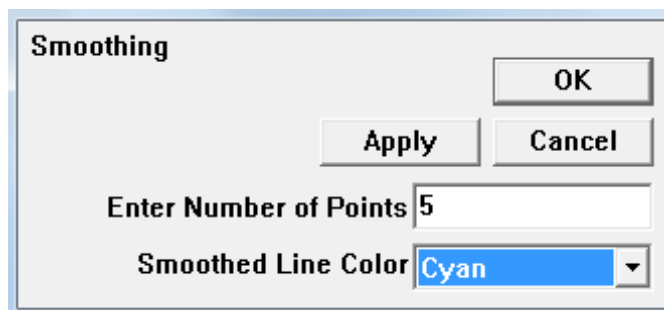 Smoothing
OK
Apply Cancel
Enter Number of Points 5
Smoothed Line Color Cyan